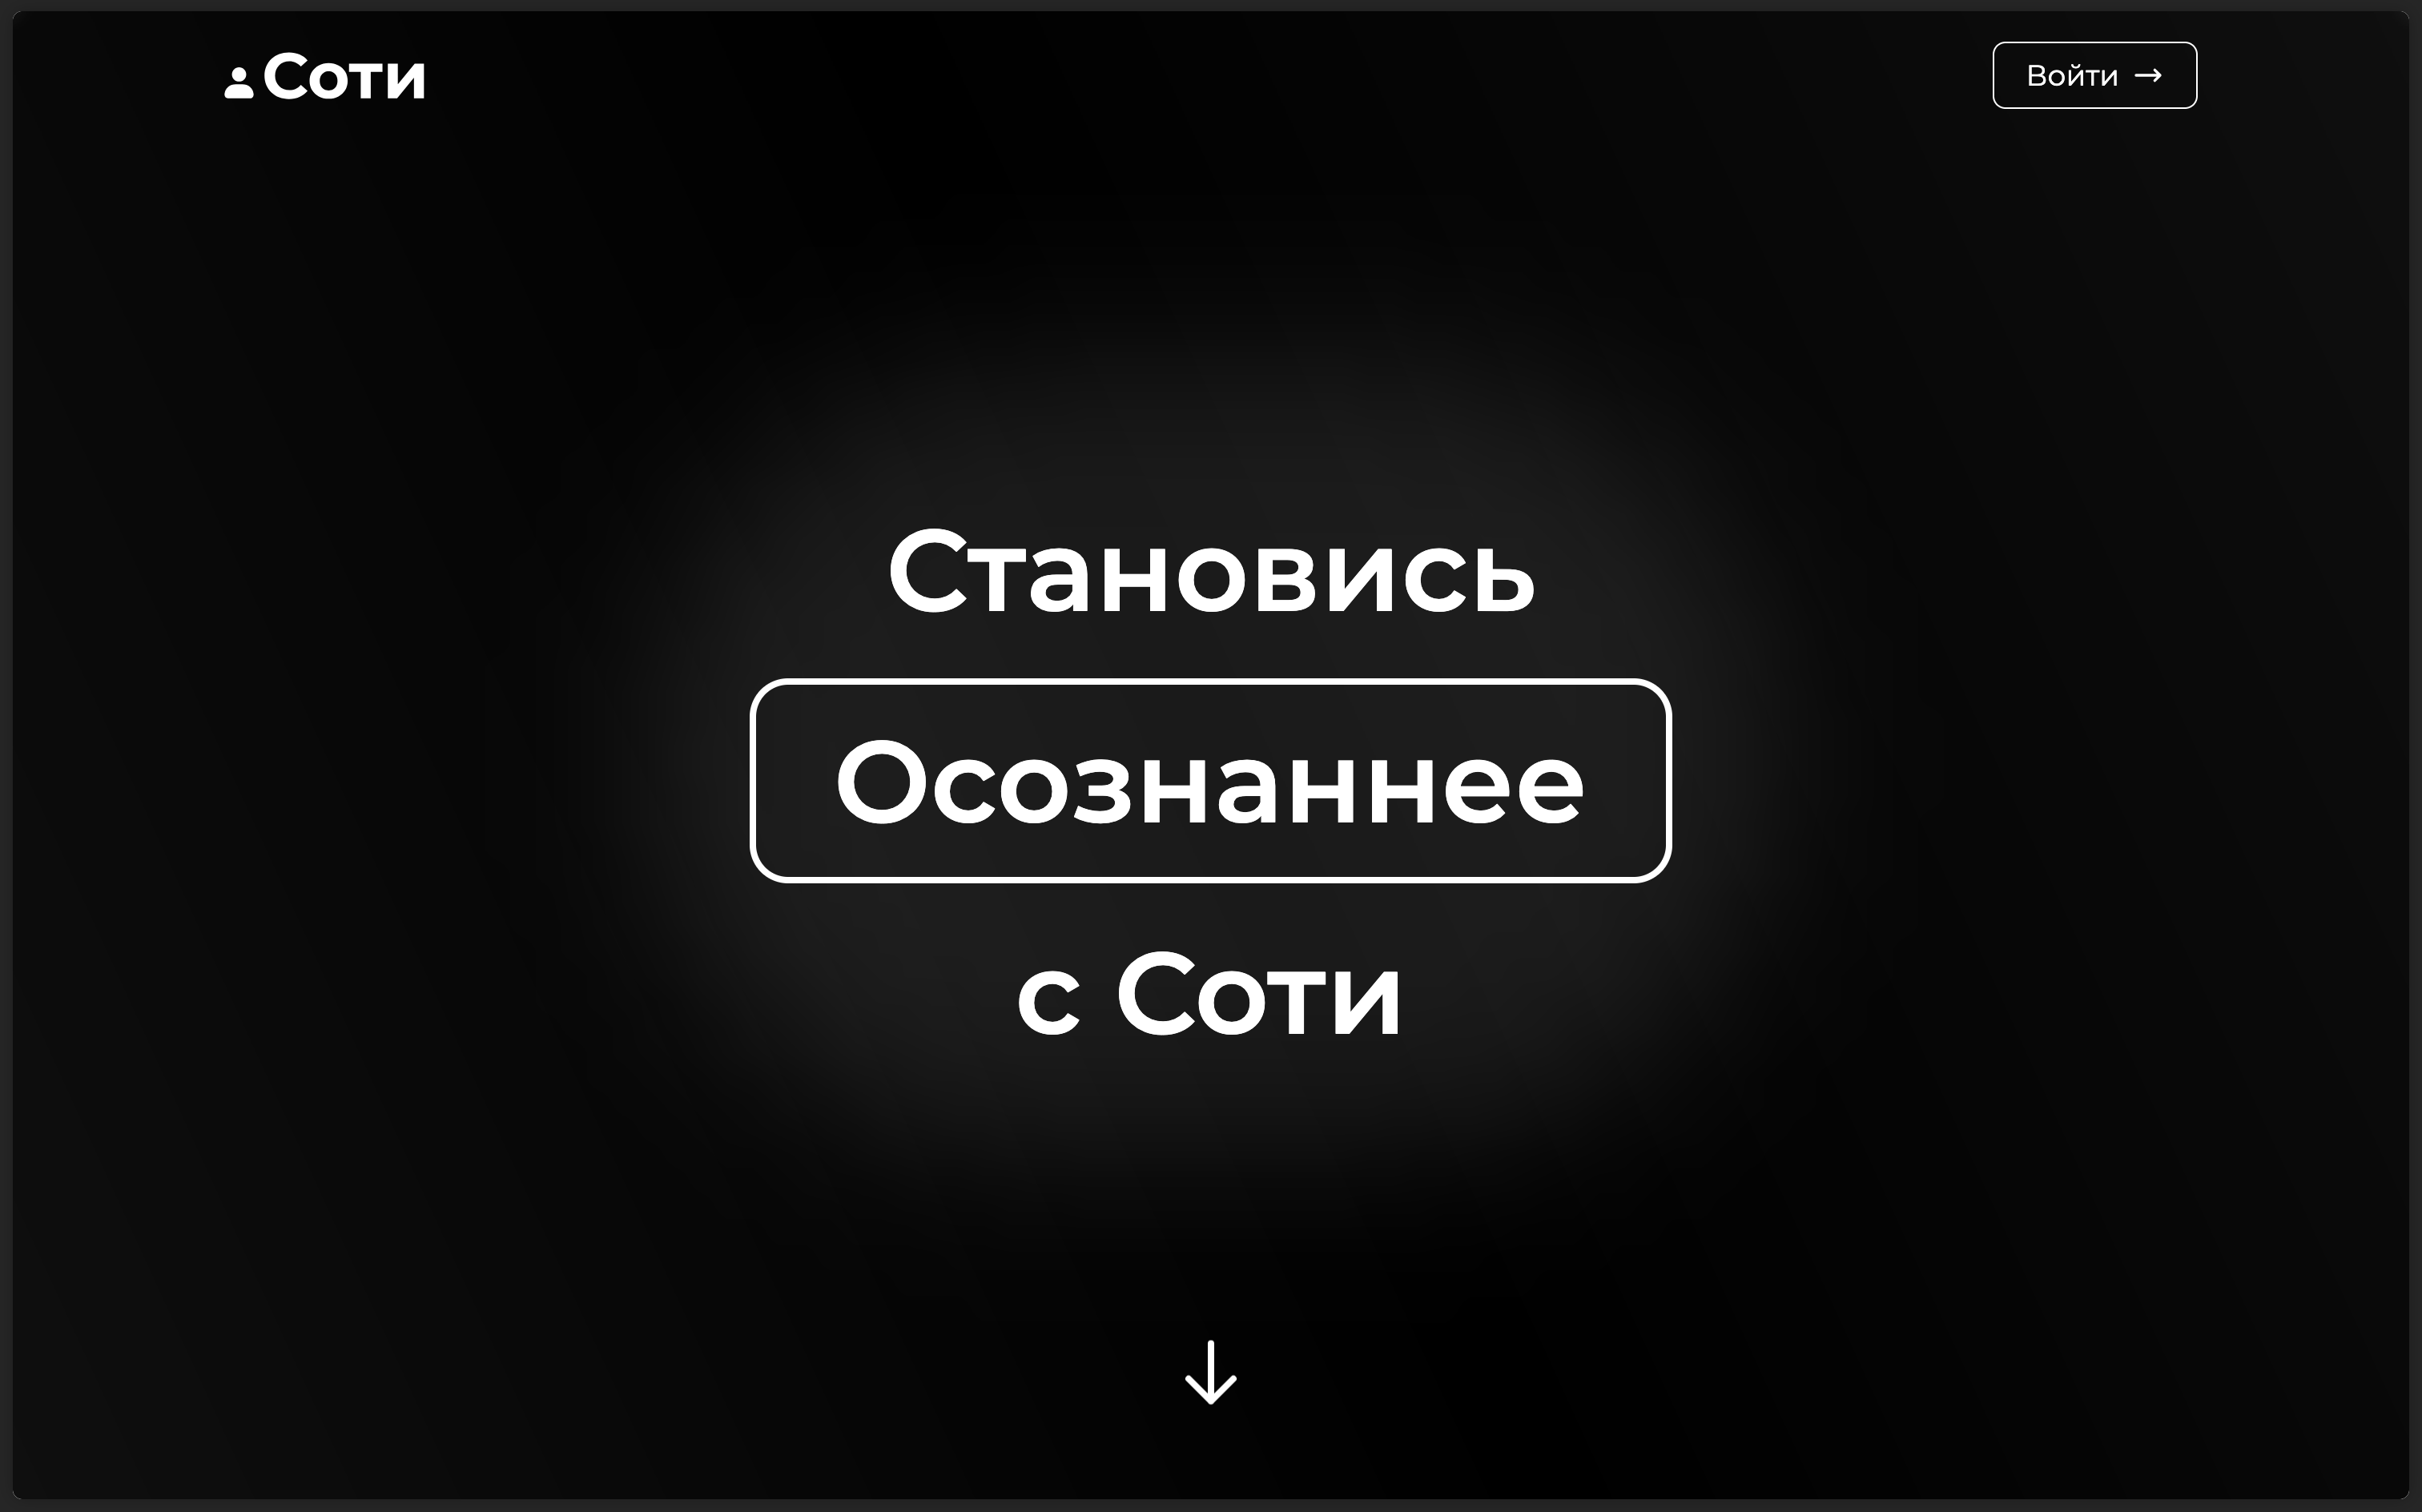 Соти
Войти →
Становись
Осознаннее
с Соти